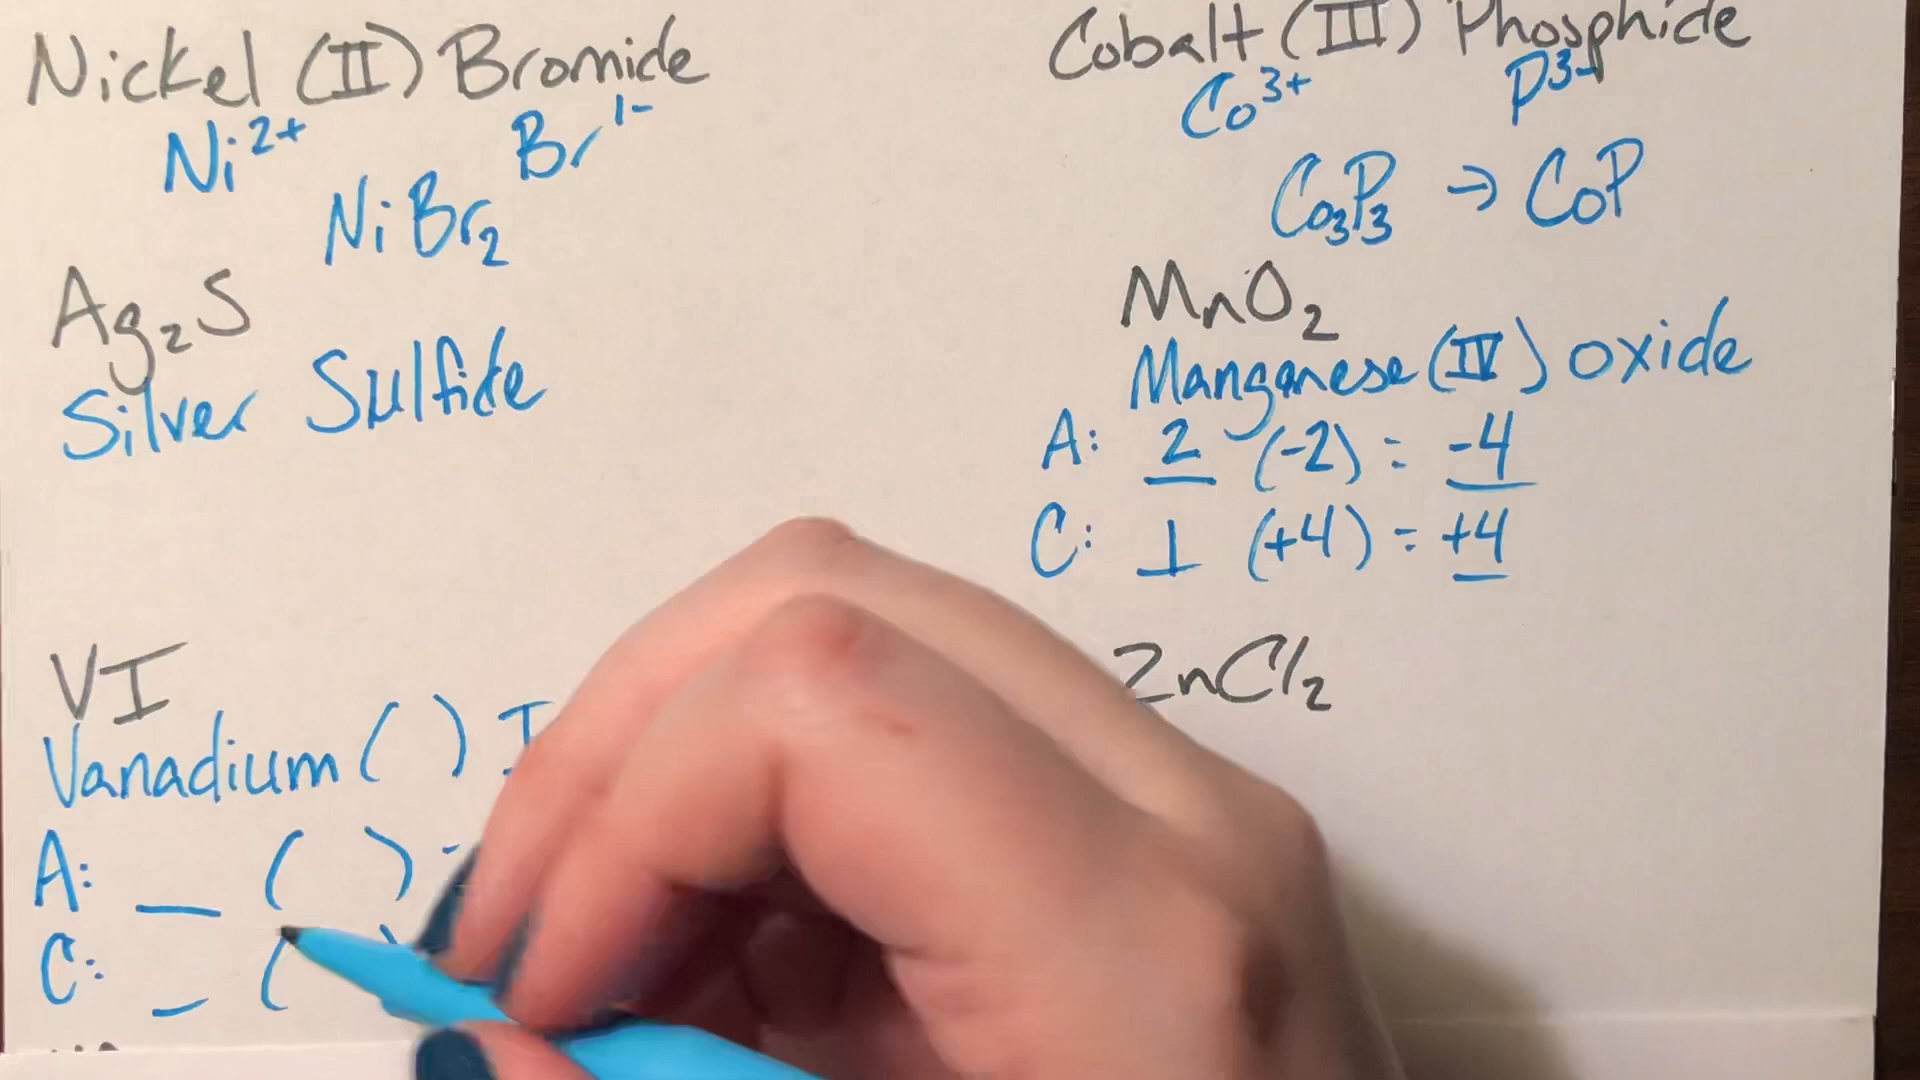 Nickel (II) Bromide
Ni²⁺ Br¹⁻
NiBr₂
Ag₂S
Silver Sulfide
VI
Vanadium ( ) I
A: __ ( )
C: _ (
Cobalt (III) Phosphide
Co³⁺ P³⁻
Co₃P₃ → CoP
MnO₂
Manganese (IV) oxide
A: 2 (-2) = -4
C: 1 (+4) = +4
ZnCl₂